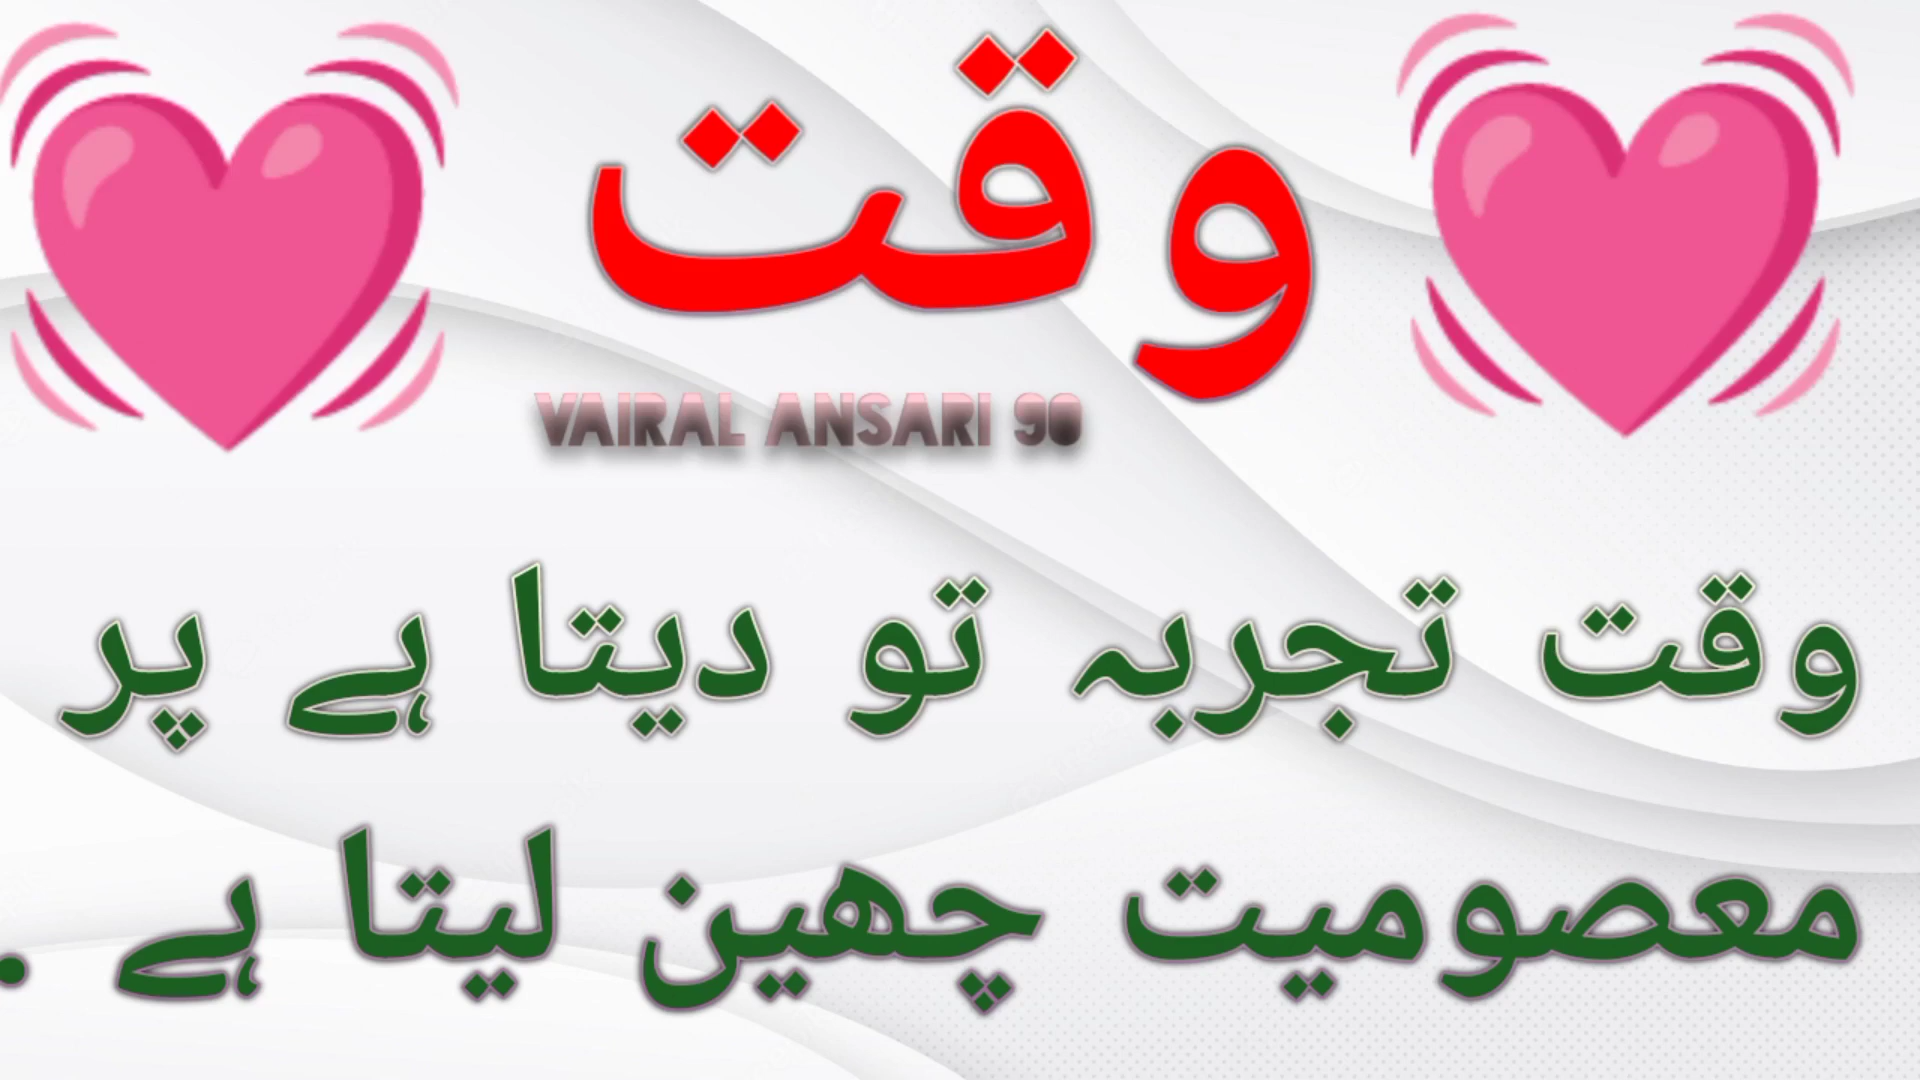 وقت
VAIRAL ANSARI 90
وقت تجربہ تو دیتا ہے پر
معصومیت چھین لیتا ہے .